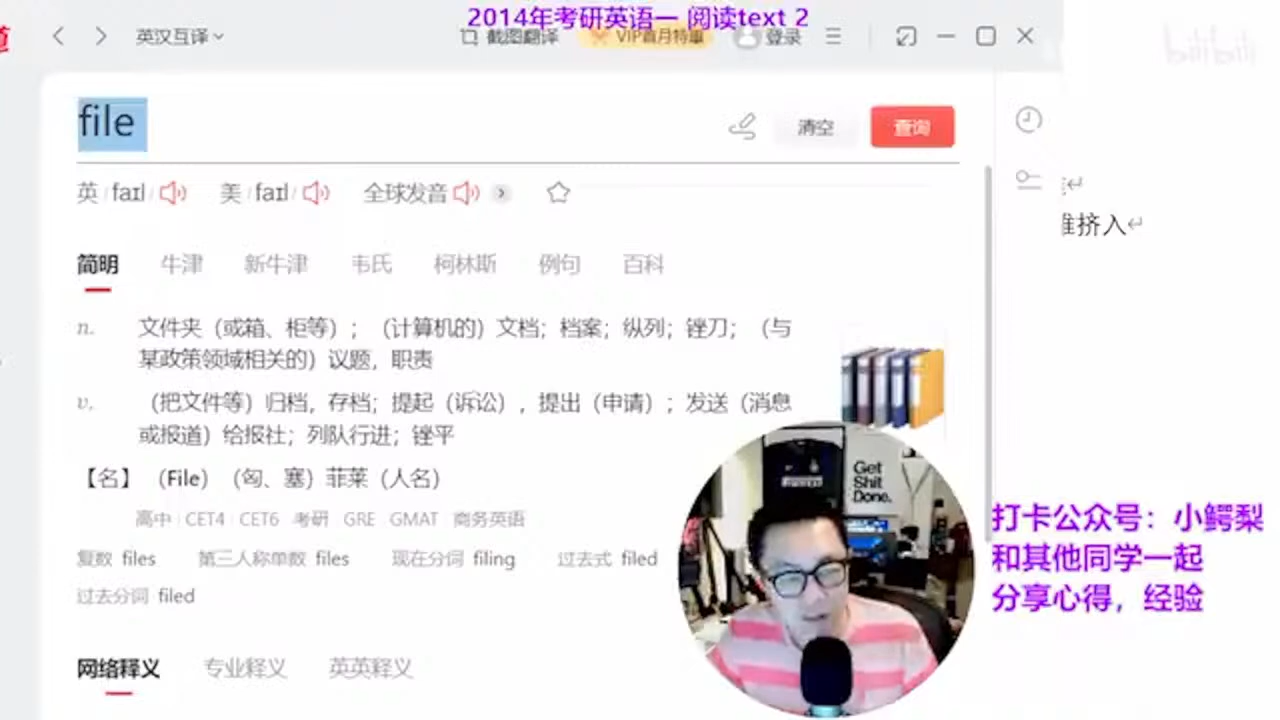 2014年考研英语一 阅读text 2
英汉互译
截图翻译
VIP首月特惠
登录
bilibili
file
清空
查询
英 / faɪl /
美 / faɪl /
全球发音
挤入↵
简明 牛津 新牛津 韦氏 柯林斯 例句 百科
n. 文件夹（或箱、柜等）；（计算机的）文档；档案；纵列；锉刀；（与
某政策领域相关的）议题，职责
v. （把文件等）归档，存档；提起（诉讼），提出（申请）；发送（消息
或报道）给报社；列队行进；锉平
【名】（File）（匈、塞）菲莱（人名）
高中 CET4 CET6 考研 GRE GMAT 商务英语
复数 files 第三人称单数 files 现在分词 filing 过去式 filed
过去分词 filed
网络释义 专业释义 英英释义
Get
Shit
Done.
打卡公众号：小鳄梨
和其他同学一起
分享心得，经验